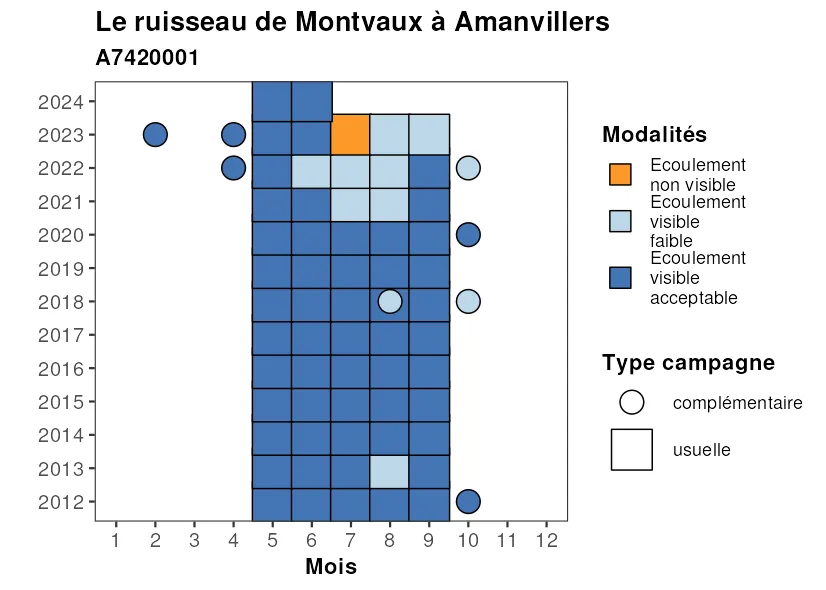 Le ruisseau de Montvaux à Amanvillers
A7420001
2024
2023
2022
2021
2020
2019
2018
2017
2016
2015
2014
2013
2012
1 2 3 4 5 6 7 8 9 10 11 12
Mois
Modalités
Ecoulement
non visible
Ecoulement
visible
faible
Ecoulement
visible
acceptable
Type campagne
complémentaire
usuelle